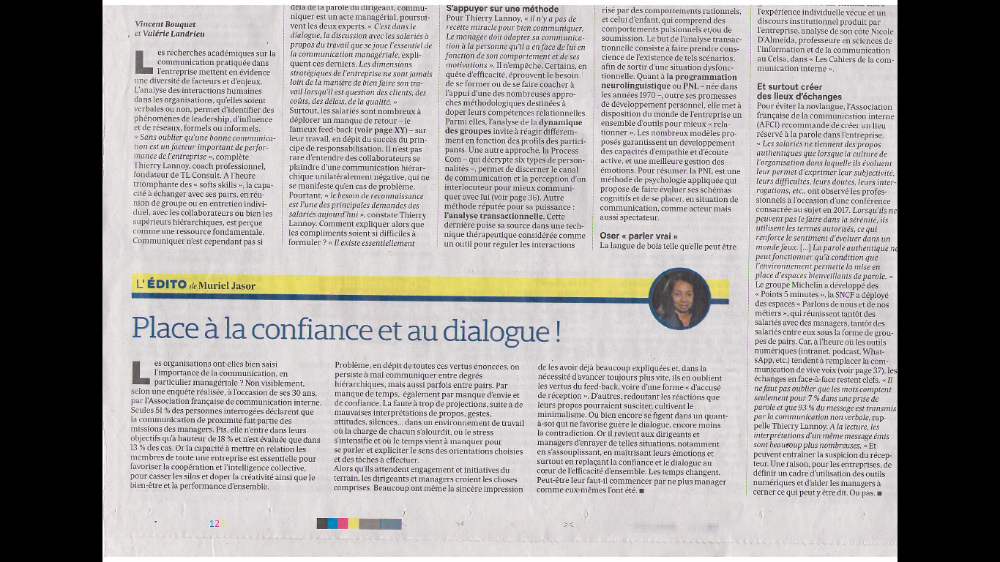 Vincent Bouquet
et Valérie Landrieu
Les recherches académiques sur la
communication pratiquée dans
l'entreprise mettent en évidence
une diversité de facteurs et d'enjeux.
L'analyse des interactions humaines
dans les organisations, qu'elles soient
verbales ou non, permet d'identifier des
phénomènes de leadership, d'influence
et de réseaux, formels ou informels.
« Sans oublier qu'une bonne communica-
tion est un facteur important de perfor-
mance de l'entreprise », complète
Thierry Lannoy, coach professionnel,
fondateur de TL Consult. A l'heure
triomphante des « softs skills », la capa-
cité à échanger avec ses pairs, en réu-
nion de groupe ou en entretien indivi-
duel, avec les collaborateurs ou bien les
supérieurs hiérarchiques, est perçue
comme une ressource fondamentale.
Communiquer n'est cependant pas si
delà de la parole du dirigeant, commu-
niquer est un acte managérial, poursui-
vent les deux experts. « C'est dans le
dialogue, la discussion avec les salariés à
propos du travail que se joue l'essentiel de
la communication managériale, expli-
quent ces derniers. Les dimensions
stratégiques de l'entreprise ne sont jamais
loin de la manière de bien faire son tra-
vail lorsqu'il est question des clients, des
coûts, des délais, de la qualité. »
Surtout, les salariés sont nombreux à
déplorer un manque de retour – le
fameux feed-back (voir page XY) – sur
leur travail, en dépit du succès du prin-
cipe de responsabilisation. Il n'est pas
rare d'entendre des collaborateurs se
plaindre d'une communication hiérar-
chique unilatéralement négative, qui ne
se manifeste qu'en cas de problème.
Pourtant, « le besoin de reconnaissance
est l'une des principales demandes des
salariés aujourd'hui », constate Thierry
Lannoy. Comment expliquer alors que
les compliments soient si difficiles à
formuler ? « Il existe essentiellement
S'appuyer sur une méthode
Pour Thierry Lannoy, « il n'y a pas de
recette miracle pour bien communiquer.
Le manager doit adapter sa communica-
tion à la personne qu'il a en face de lui en
fonction de son comportement et de ses
motivations ». Il n'empêche. Certains, en
quête d'efficacité, éprouvent le besoin
de se former ou de se faire coacher à
l'appui d'une des nombreuses appro-
ches méthodologiques destinées à
doper leurs compétences relationnelles.
Parmi elles, l'analyse de la dynamique
des groupes invite à réagir différem-
ment en fonction des profils des partici-
pants. Une autre approche, la Process
Com – qui décrypte six types de person-
nalités –, permet de discerner le canal
de communication et la perception d'un
interlocuteur pour mieux communi-
quer avec lui (voir page 36). Autre
méthode réputée pour sa puissance :
l'analyse transactionnelle. Cette
dernière puise sa source dans une tech-
nique thérapeutique considérée comme
un outil pour réguler les interactions
risé par des comportements rationnels,
et celui d'enfant, qui comprend des
comportements pulsionnels et/ou de
soumission. Le but de l'analyse transac-
tionnelle consiste à faire prendre cons-
cience de l'existence de tels scénarios,
afin de sortir d'une situation dysfonc-
tionnelle. Quant à la programmation
neurolinguistique ou PNL – née dans
les années 1970 –, outre ses promesses
de développement personnel, elle met à
disposition du monde de l'entreprise un
ensemble d'outils pour mieux « rela-
tionner ». Les nombreux modèles pro-
posés garantissent un développement
des capacités d'empathie et d'écoute
active, et une meilleure gestion des
émotions. Pour résumer, la PNL est une
méthode de psychologie appliquée qui
propose de faire évoluer ses schémas
cognitifs et de se placer, en situation de
communication, comme acteur mais
aussi spectateur.
Oser « parler vrai »
La langue de bois telle qu'elle peut être
l'expérience individuelle vécue et un
discours institutionnel produit par
l'entreprise, analyse de son côté Nicole
D'Almeida, professeure en sciences de
l'information et de la communication
au Celsa, dans « Les Cahiers de la com-
munication interne ».
Et surtout créer
des lieux d'échanges
Pour éviter la novlangue, l'Association
française de la communication interne
(AFCI) recommande de créer un lieu
réservé à la parole dans l'entreprise.
« Les salariés ne tiennent des propos
authentiques que lorsque la culture de
l'organisation dans laquelle ils évoluent
leur permet d'exprimer leur subjectivité,
leurs difficultés, leurs doutes, leurs inter-
rogations, etc., ont observé les profes-
sionnels à l'occasion d'une conférence
consacrée au sujet en 2017. Lorsqu'ils ne
peuvent pas le faire dans la sérénité, ils
utilisent les termes autorisés, ce qui
renforce le sentiment d'évoluer dans un
monde faux. [...] La parole authentique ne
peut fonctionner qu'à condition que
l'environnement permette la mise en
place d'espaces bienveillants de parole. »
Le groupe Michelin a développé des
« Points 5 minutes », la SNCF a déployé
des espaces « Parlons de nous et de nos
métiers », qui réunissent tantôt des
salariés avec des managers, tantôt des
salariés entre eux sous la forme de grou-
pes de pairs. Car, à l'heure où les outils
numériques (intranet, podcast, What-
sApp, etc.) tendent à remplacer la com-
munication de vive voix (voir page 37), les
échanges en face-à-face restent clefs. « Il
ne faut pas oublier que les mots comptent
seulement pour 7 % dans une prise de
parole et que 93 % du message est transmis
par la communication non verbale, rap-
pelle Thierry Lannoy. A la lecture, les
interprétations d'un même message émis
sont beaucoup plus nombreuses. » Et
peuvent entraîner la suspicion du récep-
teur. Une raison, pour les entreprises, de
définir un cadre d'utilisation des outils
numériques et d'aider les managers à
cerner ce qui peut y être dit. Ou pas. ■
L'ÉDITO de Muriel Jasor
Place à la confiance et au dialogue !
Les organisations ont-elles bien saisi
l'importance de la communication, en
particulier managériale ? Non visiblement,
selon une enquête réalisée, à l'occasion de ses 30 ans,
par l'Association française de communication interne.
Seules 51 % des personnes interrogées déclarent que
la communication de proximité fait partie des
missions des managers. Pis, elle n'entre dans leurs
objectifs qu'à hauteur de 18 % et n'est évaluée que dans
13 % des cas. Or la capacité à mettre en relation les
membres de toute une entreprise est essentielle pour
favoriser la coopération et l'intelligence collective,
pour casser les silos et doper la créativité ainsi que le
bien-être et la performance d'ensemble.
Problème, en dépit de toutes ces vertus énoncées, on
persiste à mal communiquer entre degrés
hiérarchiques, mais aussi parfois entre pairs. Par
manque de temps, également par manque d'envie et
de confiance. La faute à trop de projections, suite à de
mauvaises interprétations de propos, gestes,
attitudes, silences... dans un environnement de travail
où la charge de chacun s'alourdit, où le stress
s'intensifie et où le temps vient à manquer pour
se parler et expliciter le sens des orientations choisies
et des tâches à effectuer.
Alors qu'ils attendent engagement et initiatives du
terrain, les dirigeants et managers croient les choses
comprises. Beaucoup ont même la sincère impression
de les avoir déjà beaucoup expliquées et, dans la
nécessité d'avancer toujours plus vite, ils en oublient
les vertus du feed-back, voire d'une forme « d'accusé
de réception ». D'autres, redoutant les réactions que
leurs propos pourraient susciter, cultivent le
minimalisme. Ou bien encore se figent dans un quant-
à-soi qui ne favorise guère le dialogue, encore moins
la contradiction. Or il revient aux dirigeants et
managers d'enrayer de telles situations, notamment
en s'assouplissant, en maîtrisant leurs émotions et
surtout en replaçant la confiance et le dialogue au
cœur de l'efficacité d'ensemble. Les temps changent.
Peut-être leur faut-il commencer par ne plus manager
comme eux-mêmes l'ont été. ■
12